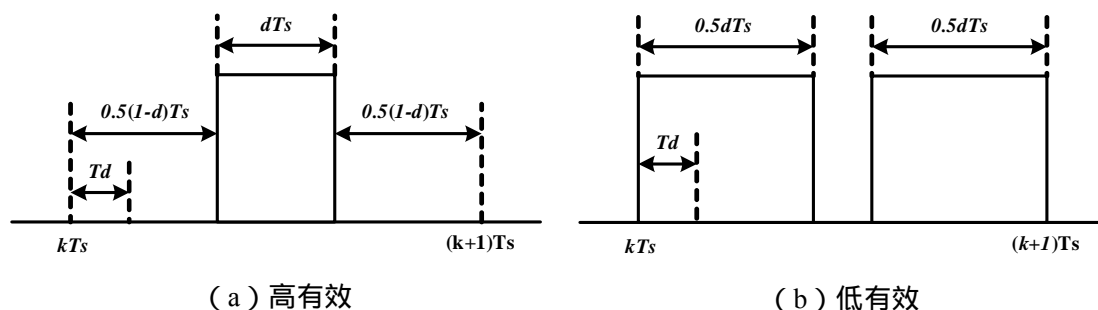 dTs
0.5(1-d)Ts
0.5(1-d)Ts
Td
kTs
(k+1)Ts
(a)高有效
0.5dTs
0.5dTs
Td
kTs
(k+1)Ts
(b)低有效